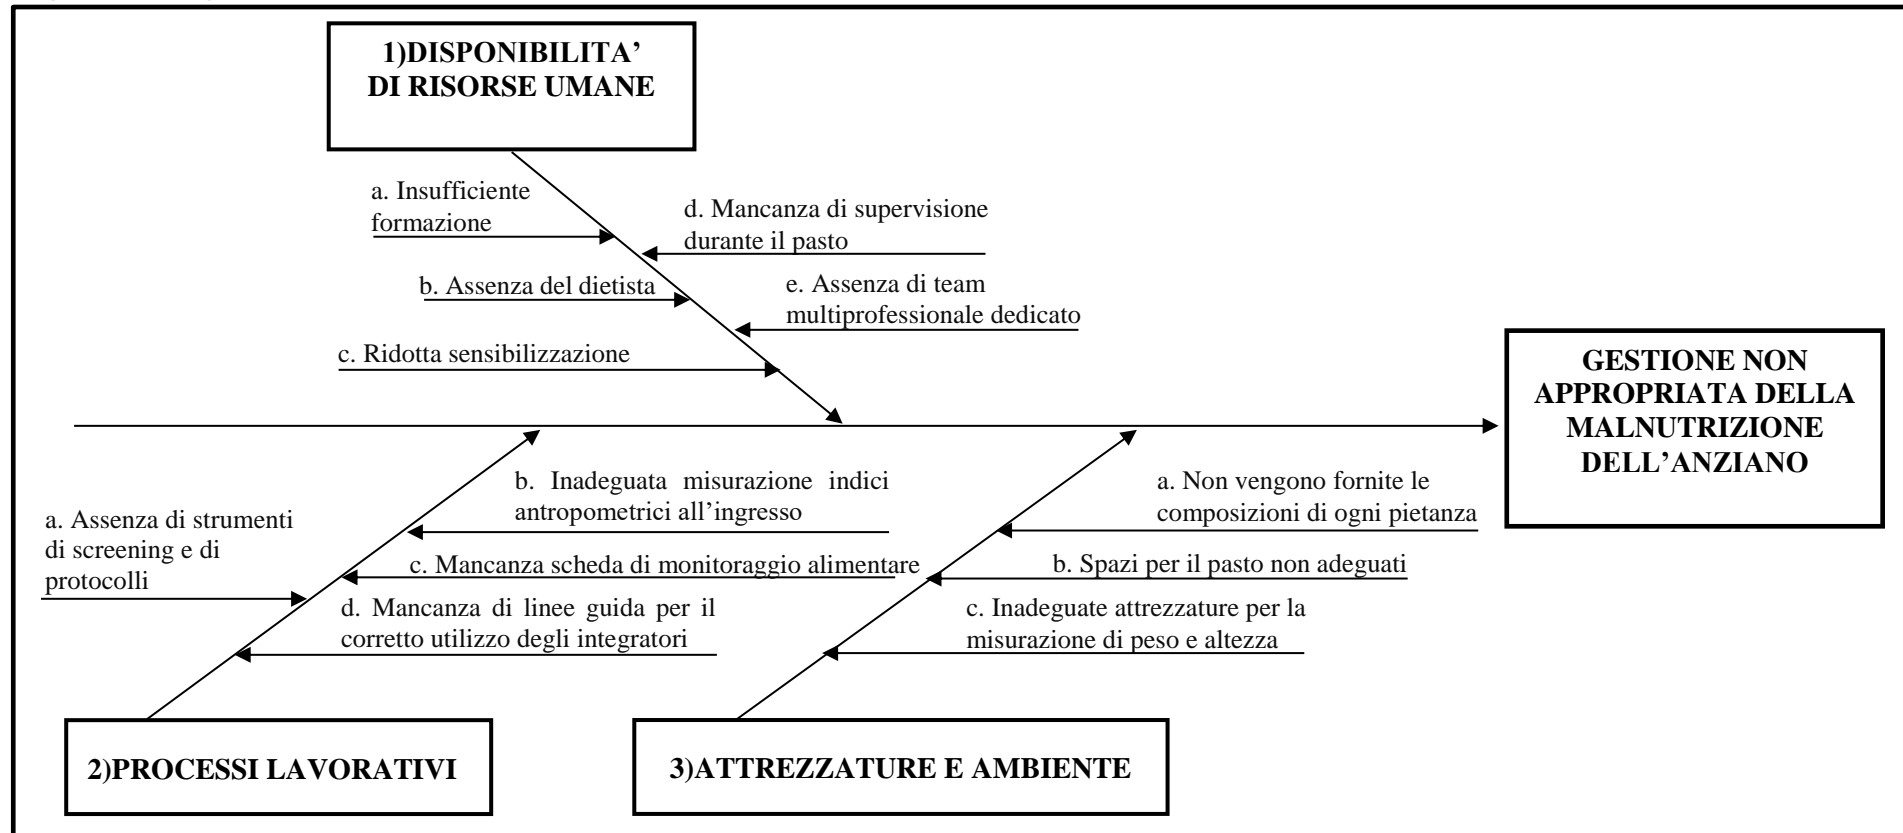 1)DISPONIBILITA’
DI RISORSE UMANE
a. Insufficiente
formazione
d. Mancanza di supervisione
durante il pasto
b. Assenza del dietista
e. Assenza di team
multiprofessionale dedicato
c. Ridotta sensibilizzazione
GESTIONE NON
APPROPRIATA DELLA
MALNUTRIZIONE
DELL’ANZIANO
a. Assenza di strumenti
di screening e di
protocolli
b. Inadeguata misurazione indici
antropometrici all’ingresso
c. Mancanza scheda di monitoraggio alimentare
d. Mancanza di linee guida per il
corretto utilizzo degli integratori
a. Non vengono fornite le
composizioni di ogni pietanza
b. Spazi per il pasto non adeguati
c. Inadeguate attrezzature per la
misurazione di peso e altezza
2)PROCESSI LAVORATIVI
3)ATTREZZATURE E AMBIENTE